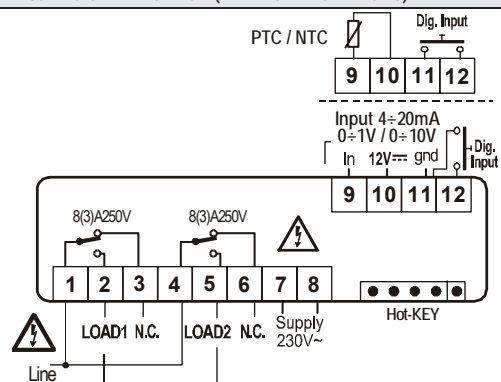 PTC / NTC
Dig. Input
9 10 11 12
Input 4÷20mA
0÷1V / 0÷10V
In 12V gnd
Dig.
Input
9 10 11 12
8(3)A250V 8(3)A250V
1 2 3 4 5 6 7 8
LOAD1 N.C. LOAD2 N.C. Supply
230V~
Hot-KEY
Line